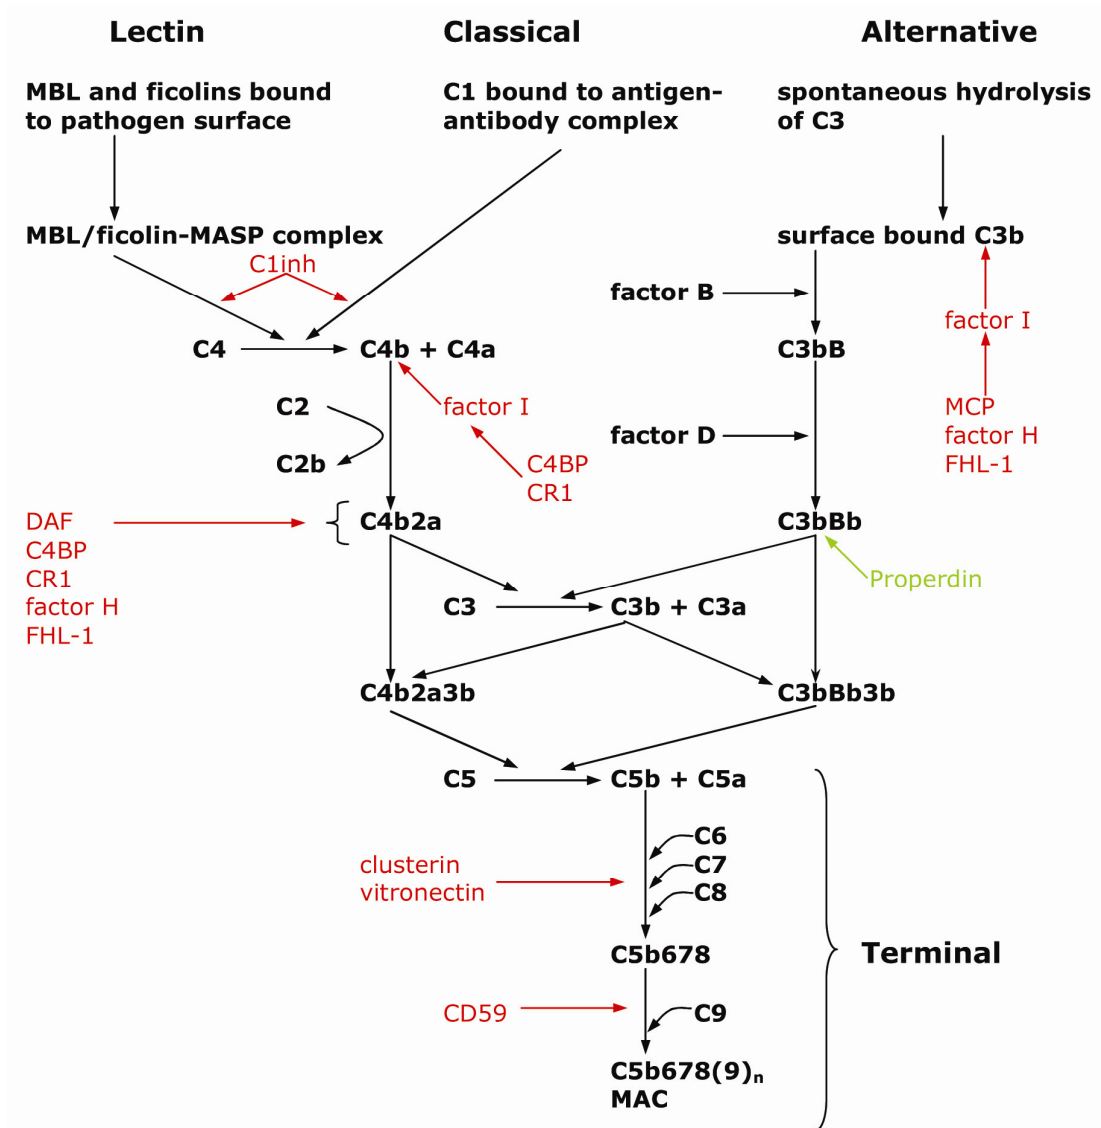 Lectin
Classical
Alternative
MBL and ficolins bound
to pathogen surface
C1 bound to antigen-
antibody complex
spontaneous hydrolysis
of C3
MBL/ficolin-MASP complex
surface bound C3b
C1inh
factor B
factor I
C4
C4b + C4a
C3bB
C2
factor I
MCP
factor D
factor H
C2b
C4BP
FHL-1
CR1
DAF
C4b2a
C3bBb
C4BP
CR1
Properdin
factor H
C3
C3b + C3a
FHL-1
C4b2a3b
C3bBb3b
C5
C5b + C5a
C6
clusterin
C7
vitronectin
C8
C5b678
Terminal
CD59
C9
C5b678(9)n
MAC